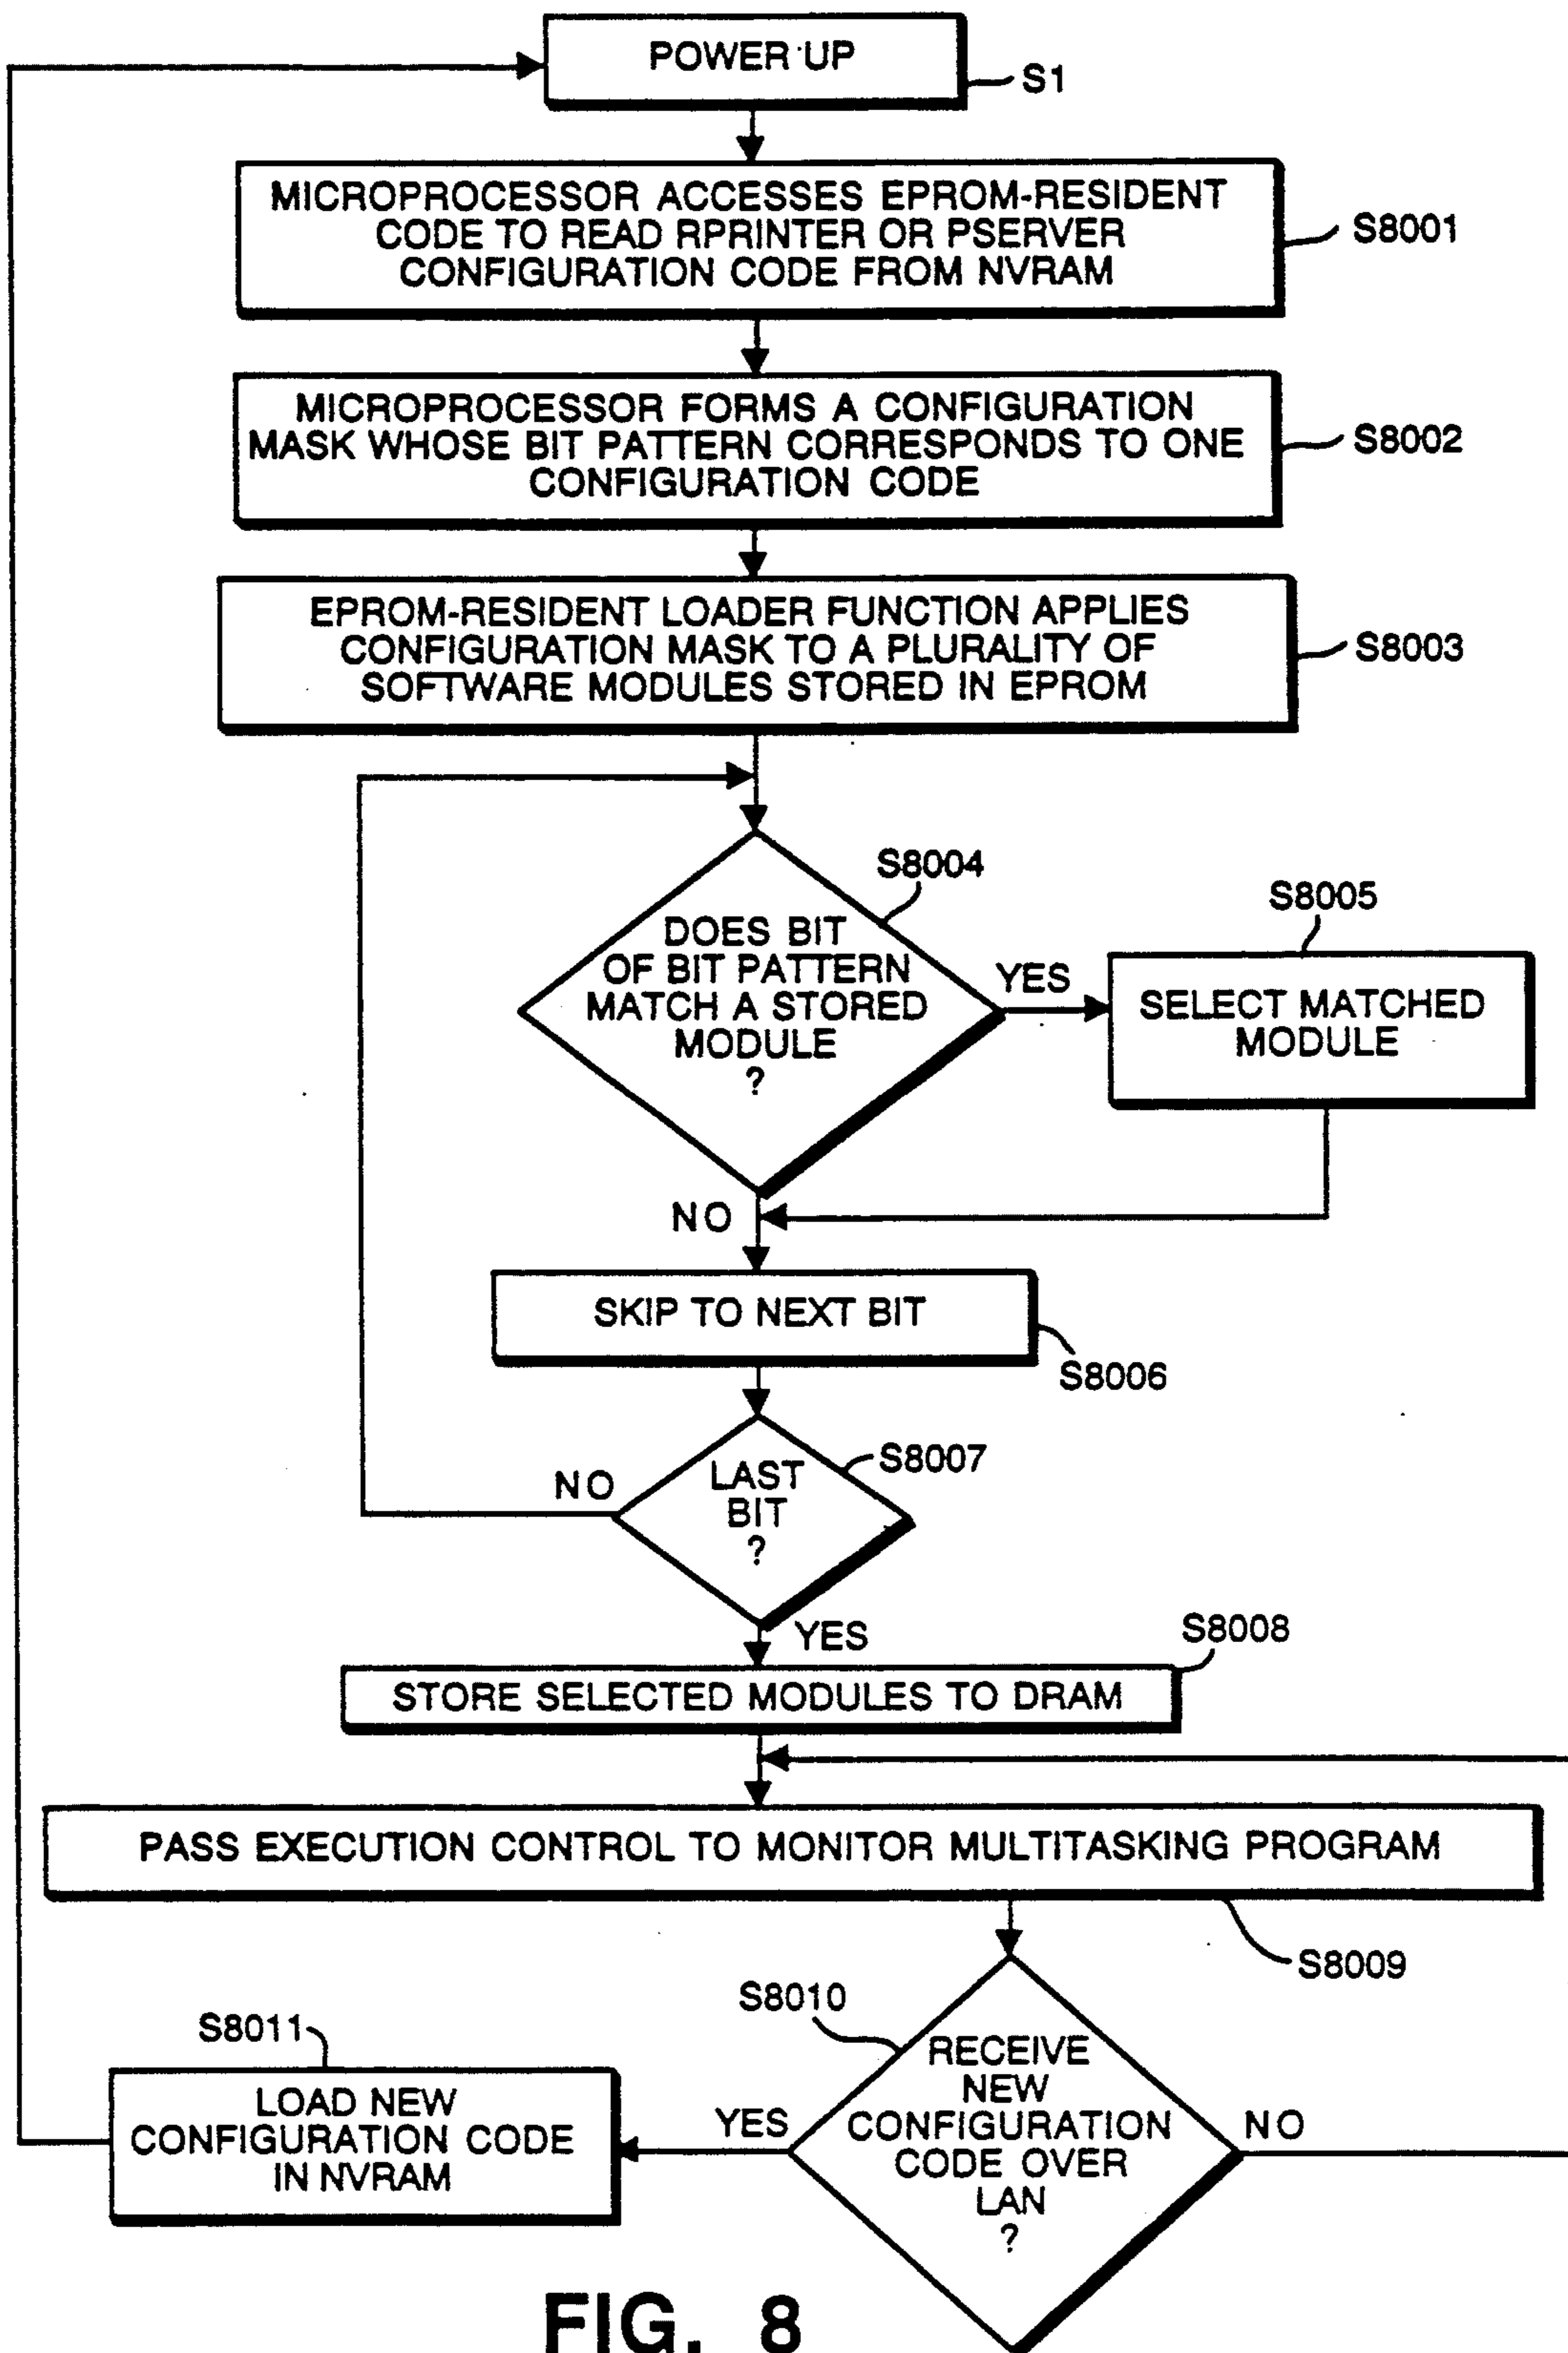 POWER UP
S1
MICROPROCESSOR ACCESSES EPROM-RESIDENT
CODE TO READ RPRINTER OR PSERVER
CONFIGURATION CODE FROM NVRAM
S8001
MICROPROCESSOR FORMS A CONFIGURATION
MASK WHOSE BIT PATTERN CORRESPONDS TO ONE
CONFIGURATION CODE
S8002
EPROM-RESIDENT LOADER FUNCTION APPLIES
CONFIGURATION MASK TO A PLURALITY OF
SOFTWARE MODULES STORED IN EPROM
S8003
S8004
DOES BIT
OF BIT PATTERN
MATCH A STORED
MODULE
?
YES
S8005
SELECT MATCHED
MODULE
NO
SKIP TO NEXT BIT
S8006
S8007
LAST
BIT
?
NO
YES
S8008
STORE SELECTED MODULES TO DRAM
PASS EXECUTION CONTROL TO MONITOR MULTITASKING PROGRAM
S8009
S8010
RECEIVE
NEW
CONFIGURATION
CODE OVER
LAN
?
YES
NO
S8011
LOAD NEW
CONFIGURATION CODE
IN NVRAM
FIG. 8